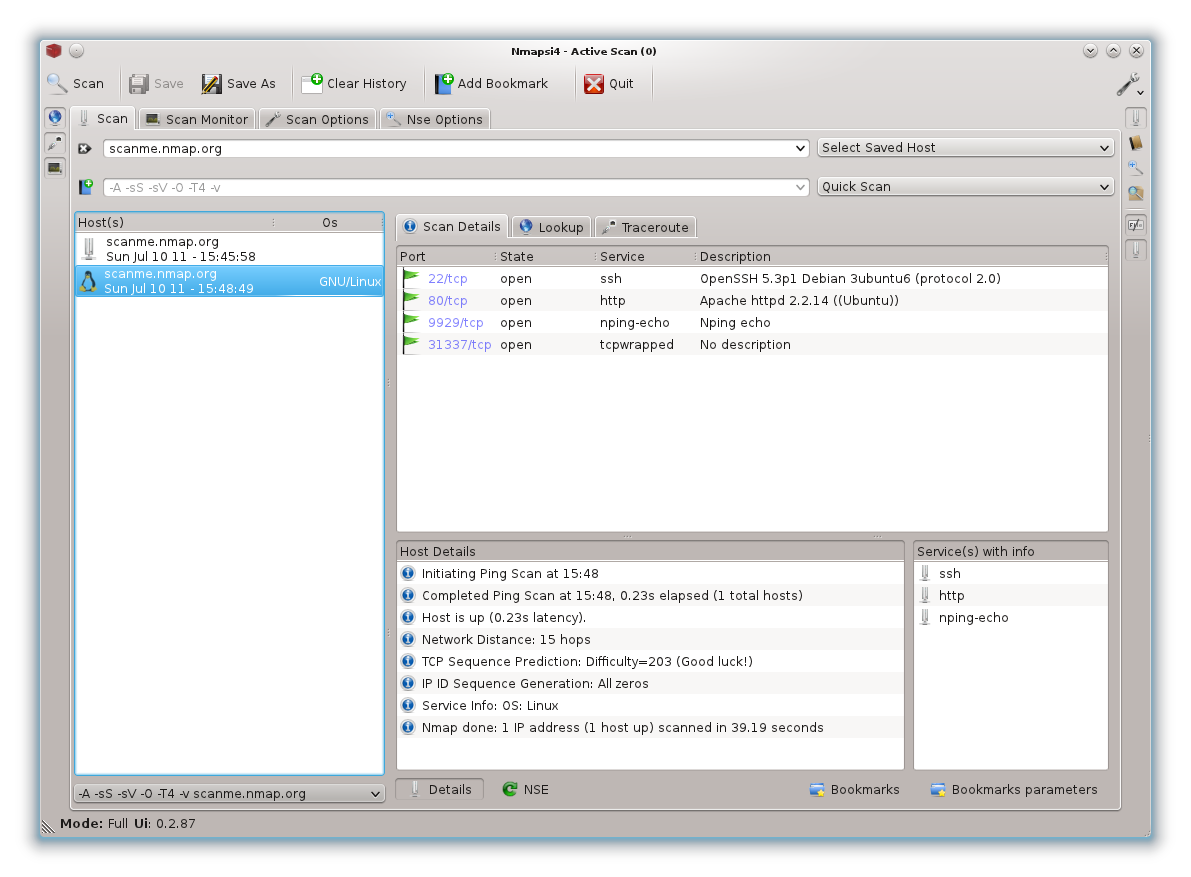 Nmapsi4 - Active Scan (0)
Scan Save Save As Clear History Add Bookmark Quit
Scan Scan Monitor Scan Options Nse Options
scanme.nmap.org Select Saved Host
-A -sS -sV -O -T4 -v Quick Scan
Host(s) Os
scanme.nmap.org
Sun Jul 10 11 - 15:45:58
scanme.nmap.org
Sun Jul 10 11 - 15:48:49 GNU/Linux
Scan Details Lookup Traceroute
Port State Service Description
22/tcp open ssh OpenSSH 5.3p1 Debian 3ubuntu6 (protocol 2.0)
80/tcp open http Apache httpd 2.2.14 ((Ubuntu))
9929/tcp open nping-echo Nping echo
31337/tcp open tcpwrapped No description
Host Details
Initiating Ping Scan at 15:48
Completed Ping Scan at 15:48, 0.23s elapsed (1 total hosts)
Host is up (0.23s latency).
Network Distance: 15 hops
TCP Sequence Prediction: Difficulty=203 (Good luck!)
IP ID Sequence Generation: All zeros
Service Info: OS: Linux
Nmap done: 1 IP address (1 host up) scanned in 39.19 seconds
Service(s) with info
ssh
http
nping-echo
-A -sS -sV -O -T4 -v scanme.nmap.org
Details NSE Bookmarks Bookmarks parameters
Mode: Full Ui: 0.2.87